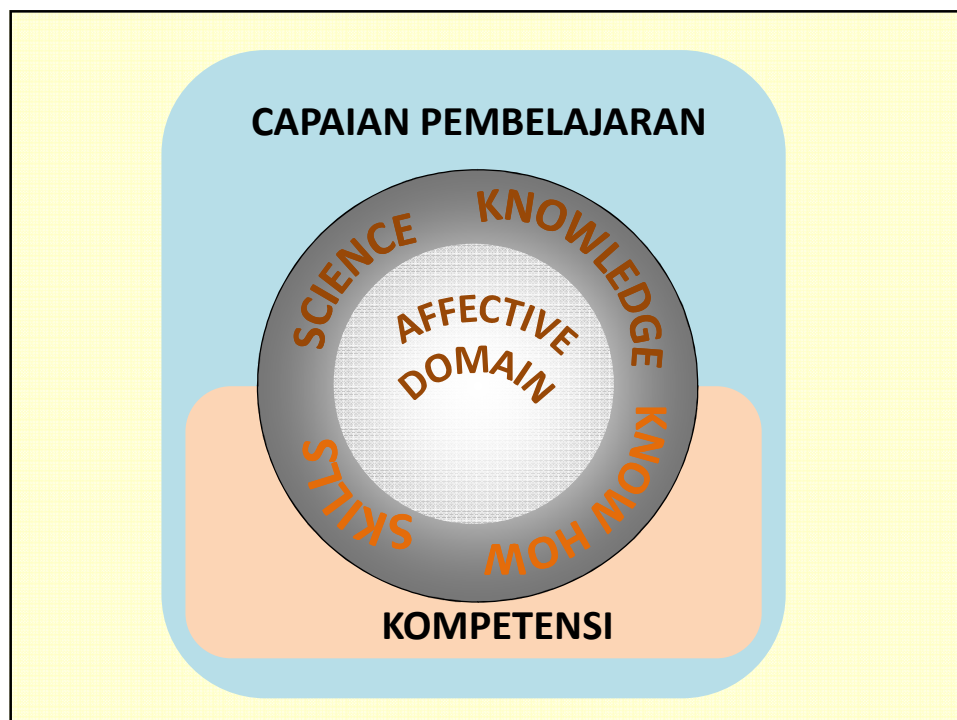 CAPAIAN PEMBELAJARAN
SCIENCE
KNOWLEDGE
AFFECTIVE
DOMAIN
SKILLS
KNOW HOW
KOMPETENSI